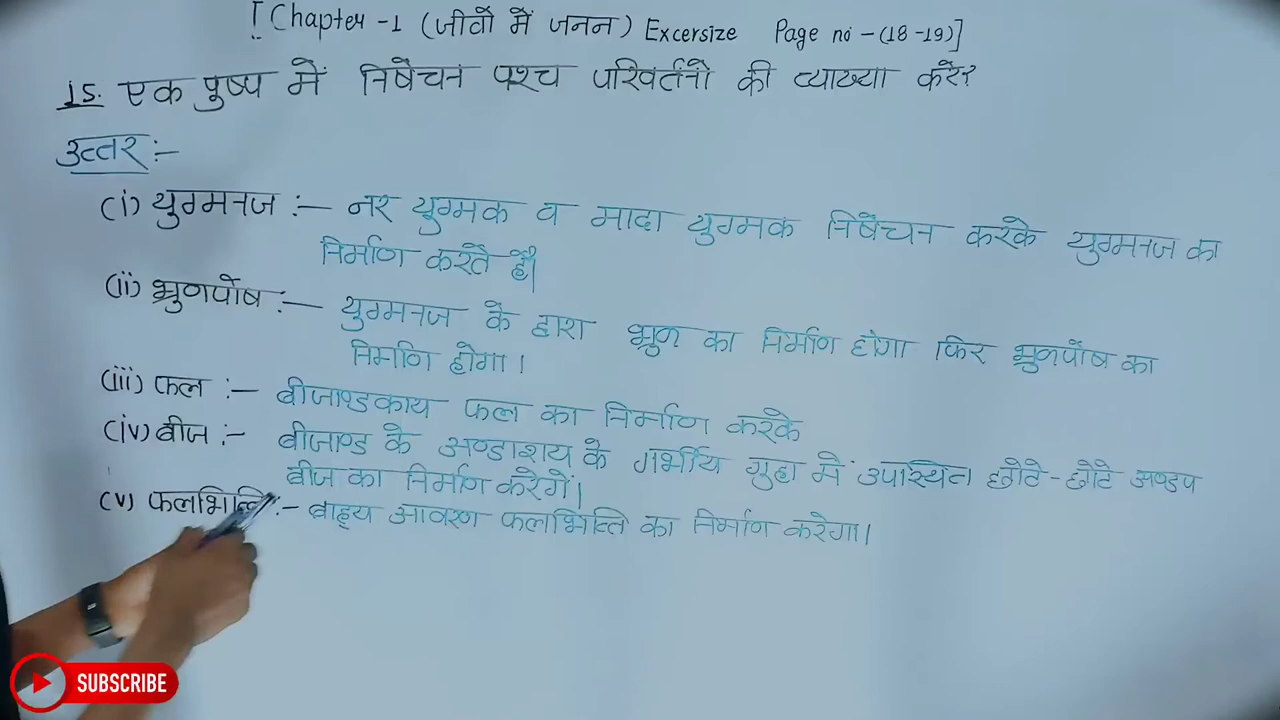 [Chapter -1 (जीवों में जनन) Excersize Page no -(18-19)]
15. एक पुष्प में निषेचन पश्च परिवर्तनों की व्याख्या करे?
उत्तर :-
(i) युग्मनज :- नर युग्मक व मादा युग्मक निषेचन करके युग्मनज का
निर्माण करते है।
(ii) भ्रुणपोष :- युग्मनज के द्वारा भ्रुण का निर्माण होगा फिर भ्रुणपोष का
निर्माण होगा।
(iii) फल :- बीजाण्डकाय फल का निर्माण करके
(iv) बीज :- बीजाण्ड के अण्डाशय के गर्भीय गुहा में उपस्थित छोटे-छोटे अण्डप
बीज का निर्माण करेगें।
(v) फलभित्ति :- बाह्य आवरण फलभित्ति का निर्माण करेगा।
SUBSCRIBE